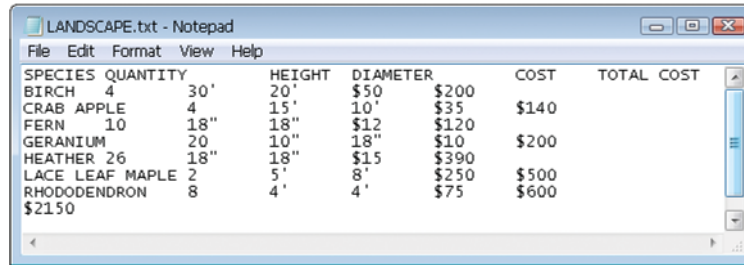 LANDSCAPE.txt - Notepad
File Edit Format View Help
SPECIES QUANTITY HEIGHT DIAMETER COST TOTAL COST
BIRCH 4 30' 20' $50 $200
CRAB APPLE 4 15' 10' $35 $140
FERN 10 18" 18" $12 $120
GERANIUM 20 10" 18" $10 $200
HEATHER 26 18" 18" $15 $390
LACE LEAF MAPLE 2 5' 8' $250 $500
RHODODENDRON 8 4' 4' $75 $600
$2150